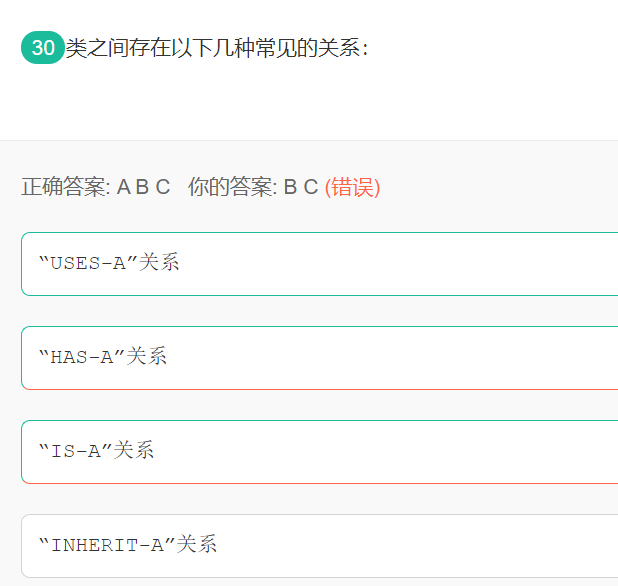 30 类之间存在以下几种常见的关系：
正确答案: A B C 你的答案: B C (错误)
“USES-A”关系
“HAS-A”关系
“IS-A”关系
“INHERIT-A”关系